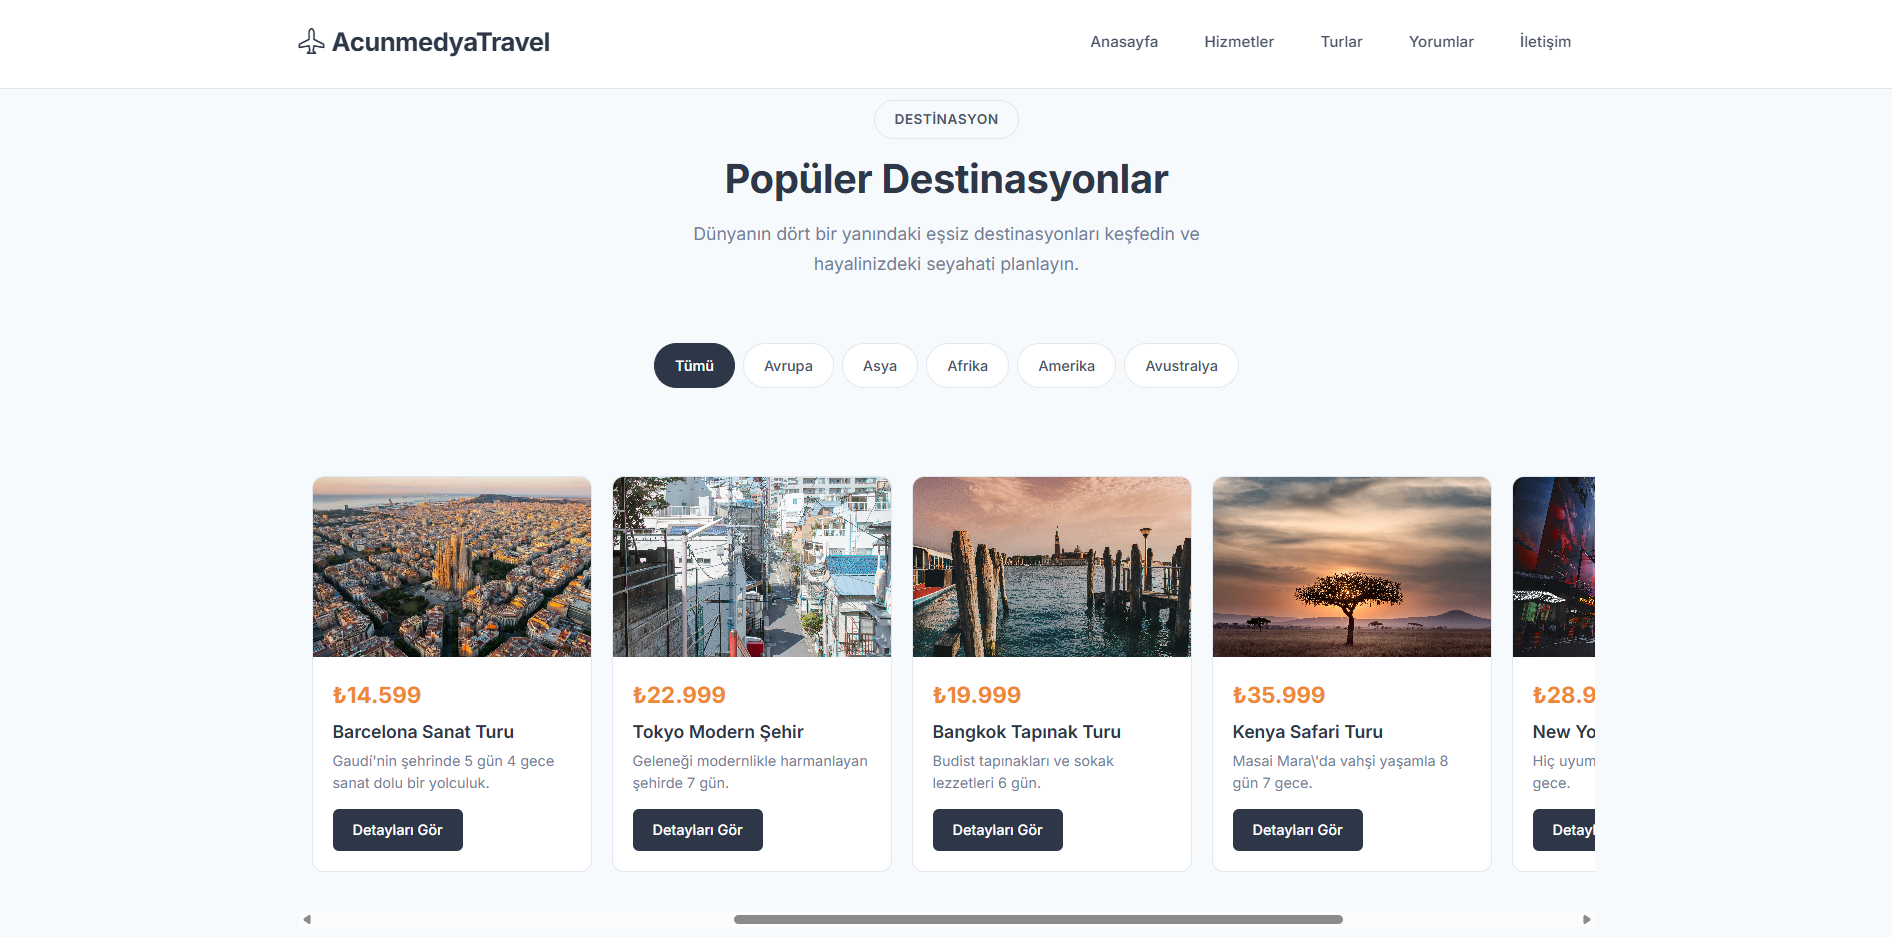 AcunmedyaTravel
Anasayfa
Hizmetler
Turlar
Yorumlar
İletişim
DESTİNASYON
Popüler Destinasyonlar
Dünyanın dört bir yanındaki eşsiz destinasyonları keşfedin ve
hayalinizdeki seyahati planlayın.
Tümü
Avrupa
Asya
Afrika
Amerika
Avustralya
₺14.599
Barcelona Sanat Turu
Gaudí'nin şehrinde 5 gün 4 gece
sanat dolu bir yolculuk.
Detayları Gör
₺22.999
Tokyo Modern Şehir
Geleneği modernlikle harmanlayan
şehirde 7 gün.
Detayları Gör
₺19.999
Bangkok Tapınak Turu
Budist tapınakları ve sokak
lezzetleri 6 gün.
Detayları Gör
₺35.999
Kenya Safari Turu
Masai Mara\'da vahşi yaşamla 8
gün 7 gece.
Detayları Gör
₺28.9
New Yo
Hiç uyum
gece.
Detayl